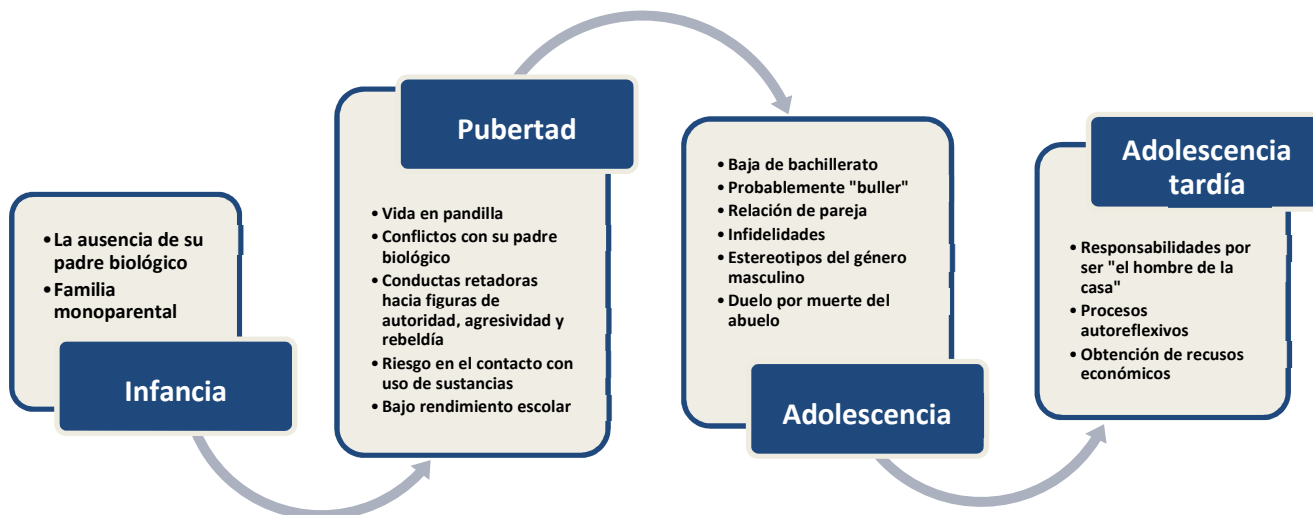 • La ausencia de su
padre biológico
• Familia
monoparental
Infancia
Pubertad
• Vida en pandilla
• Conflictos con su padre
biológico
• Conductas retadoras
hacia figuras de
autoridad, agresividad y
rebeldía
• Riesgo en el contacto con
uso de sustancias
• Bajo rendimiento escolar
• Baja de bachillerato
• Probablemente "buller"
• Relación de pareja
• Infidelidades
• Estereotipos del género
masculino
• Duelo por muerte del
abuelo
Adolescencia
Adolescencia
tardía
• Responsabilidades por
ser "el hombre de la
casa"
• Procesos
autoreflexivos
• Obtención de recusos
económicos